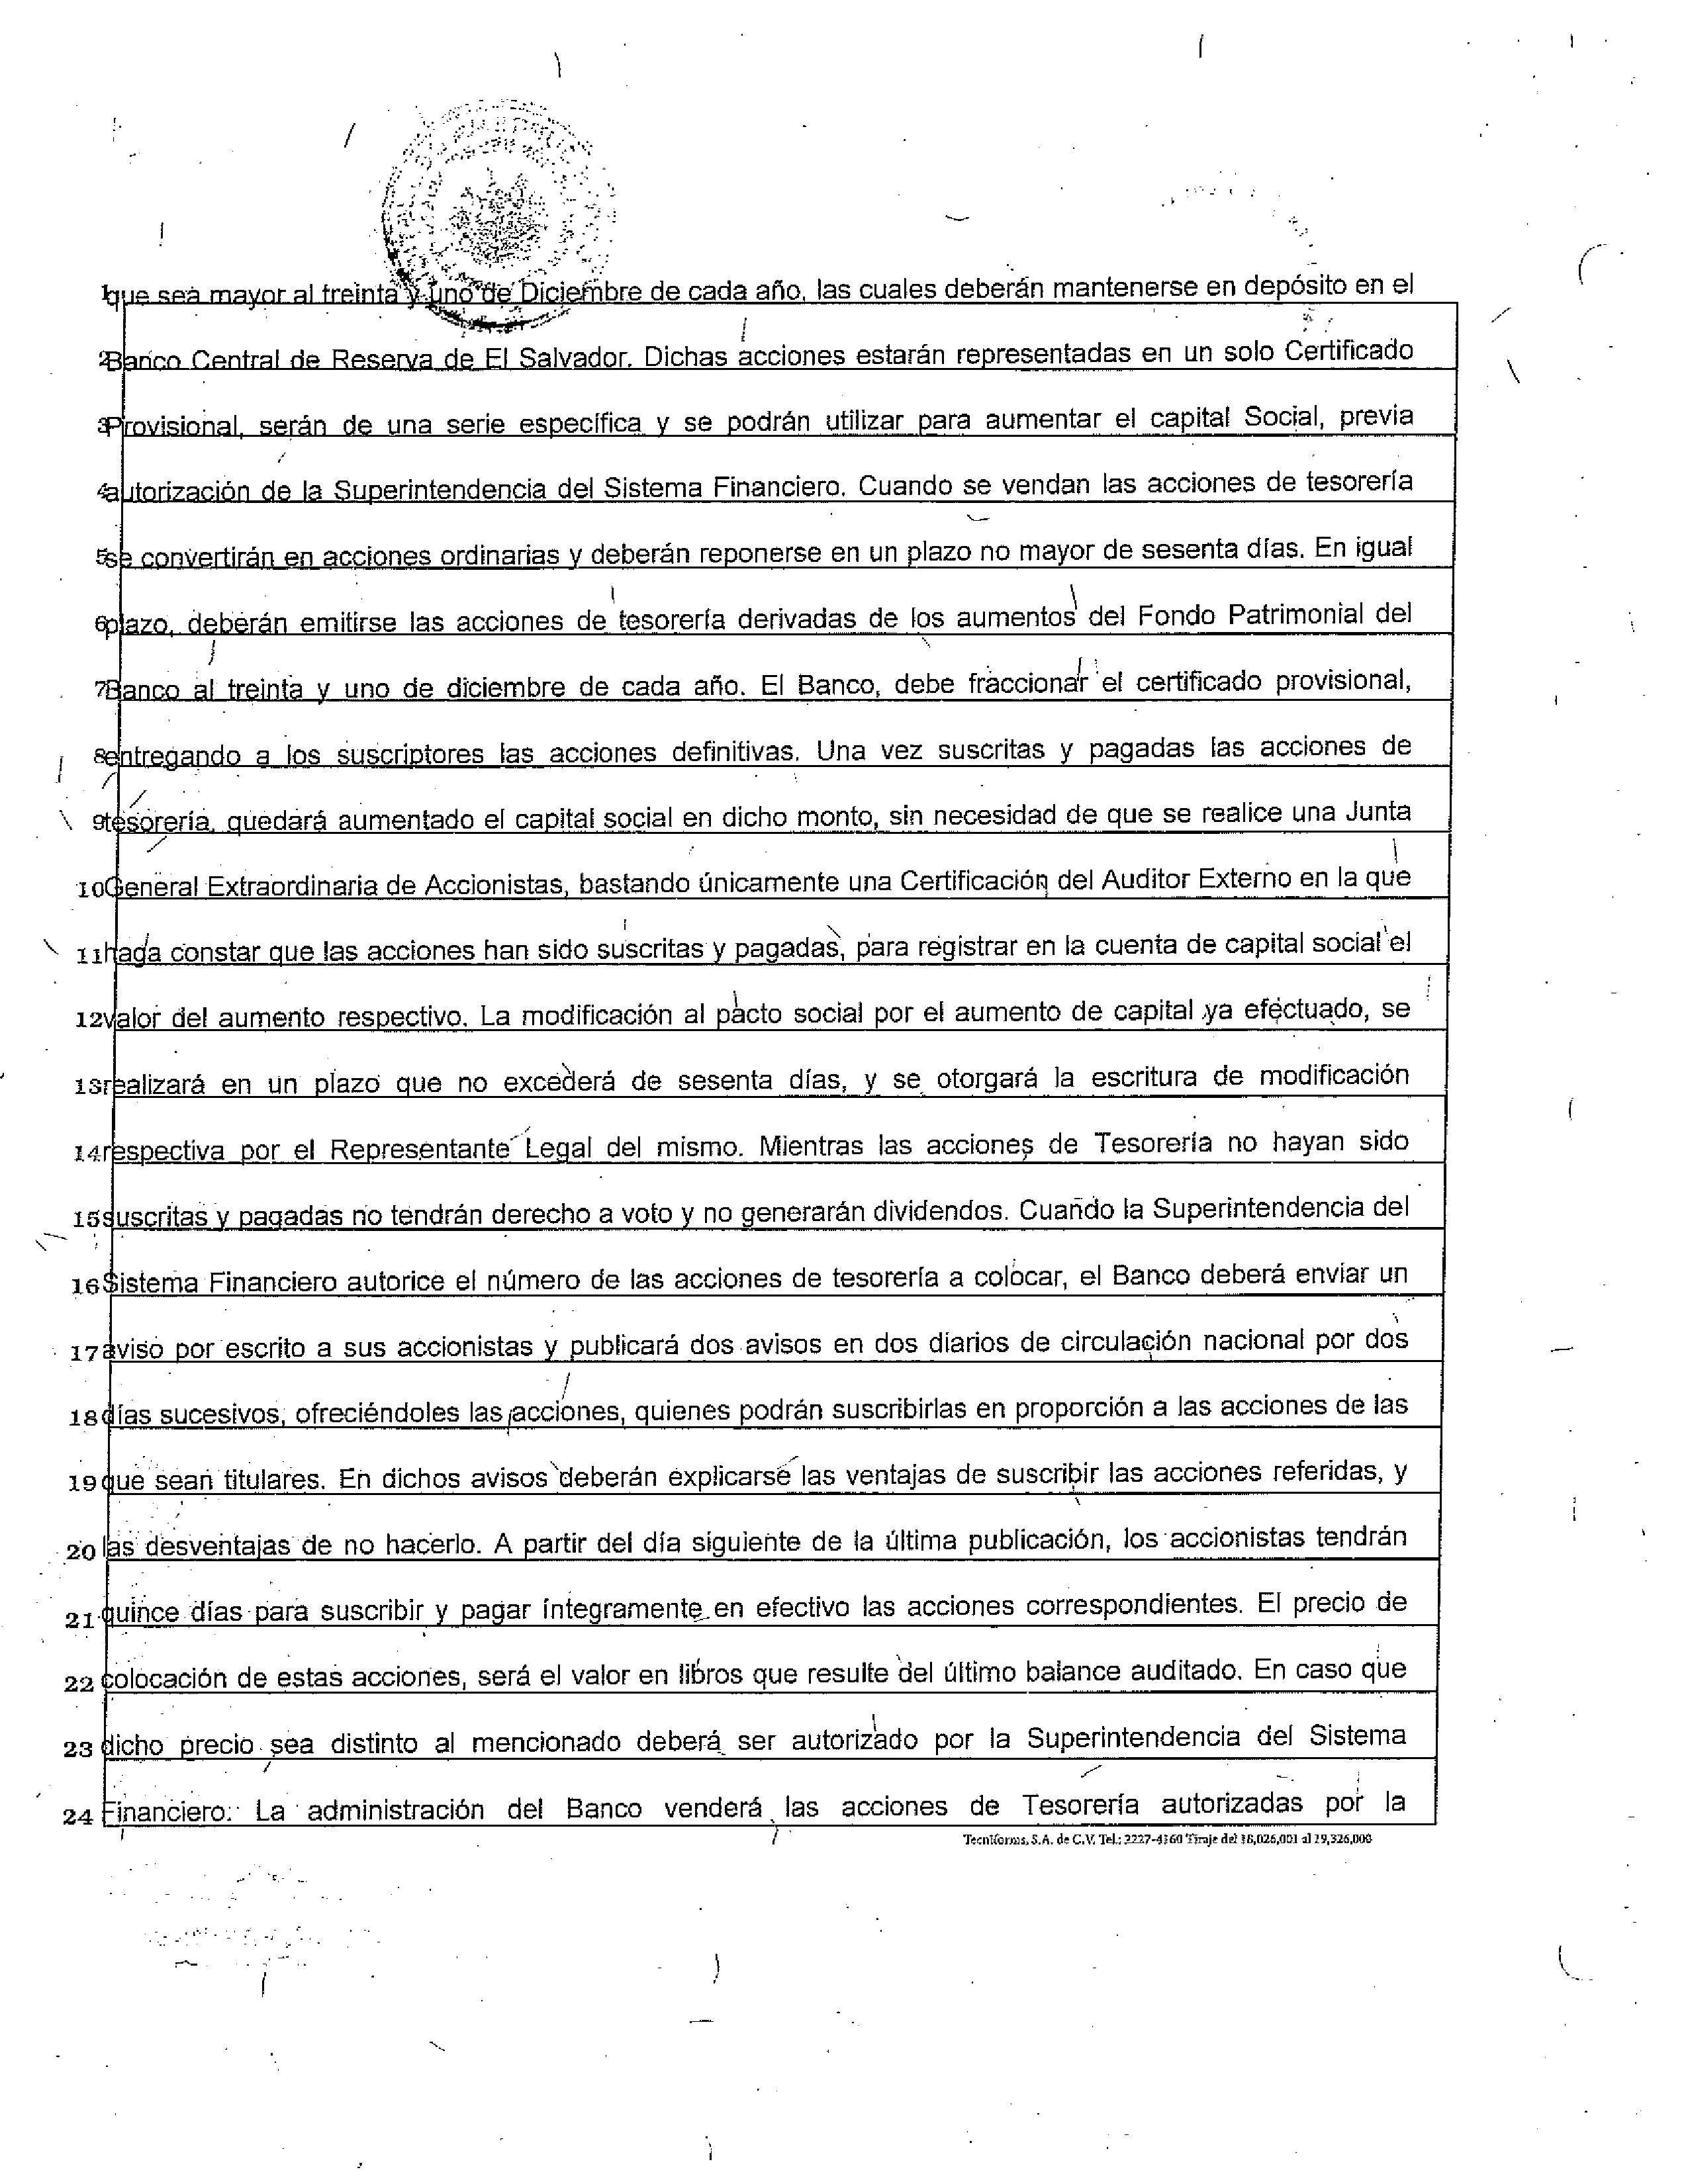 1que sea mayor al treinta y uno de Diciembre de cada año, las cuales deberán mantenerse en depósito en el
2Banco Central de Reserva de El Salvador. Dichas acciones estarán representadas en un solo Certificado
3Provisional, serán de una serie específica y se podrán utilizar para aumentar el capital Social, previa
4autorización de la Superintendencia del Sistema Financiero. Cuando se vendan las acciones de tesorería
5se convertirán en acciones ordinarias y deberán reponerse en un plazo no mayor de sesenta días. En igual
6plazo, deberán emitirse las acciones de tesorería derivadas de los aumentos del Fondo Patrimonial del
7Banco al treinta y uno de diciembre de cada año. El Banco, debe fraccionar el certificado provisional,
8entregando a los suscriptores las acciones definitivas. Una vez suscritas y pagadas las acciones de
9tesorería, quedará aumentado el capital social en dicho monto, sin necesidad de que se realice una Junta
10General Extraordinaria de Accionistas, bastando únicamente una Certificación del Auditor Externo en la que
11haga constar que las acciones han sido suscritas y pagadas, para registrar en la cuenta de capital social el
12valor del aumento respectivo. La modificación al pacto social por el aumento de capital ya efectuado, se
13realizará en un plazo que no excederá de sesenta días, y se otorgará la escritura de modificación
14respectiva por el Representante Legal del mismo. Mientras las acciones de Tesorería no hayan sido
15suscritas y pagadas no tendrán derecho a voto y no generarán dividendos. Cuando la Superintendencia del
16Sistema Financiero autorice el número de las acciones de tesorería a colocar, el Banco deberá enviar un
17aviso por escrito a sus accionistas y publicará dos avisos en dos diarios de circulación nacional por dos
18días sucesivos, ofreciéndoles las acciones, quienes podrán suscribirlas en proporción a las acciones de las
19que sean titulares. En dichos avisos deberán explicarse las ventajas de suscribir las acciones referidas, y
20 las desventajas de no hacerlo. A partir del día siguiente de la última publicación, los accionistas tendrán
21 quince días para suscribir y pagar íntegramente en efectivo las acciones correspondientes. El precio de
22 colocación de estas acciones, será el valor en libros que resulte del último balance auditado. En caso que
23 dicho precio sea distinto al mencionado deberá ser autorizado por la Superintendencia del Sistema
24 Financiero. La administración del Banco venderá las acciones de Tesorería autorizadas por la
Tecniforms, S.A. de C.V. Tel.: 2227-4160 Tiraje del 18,026,001 al 19,326,000